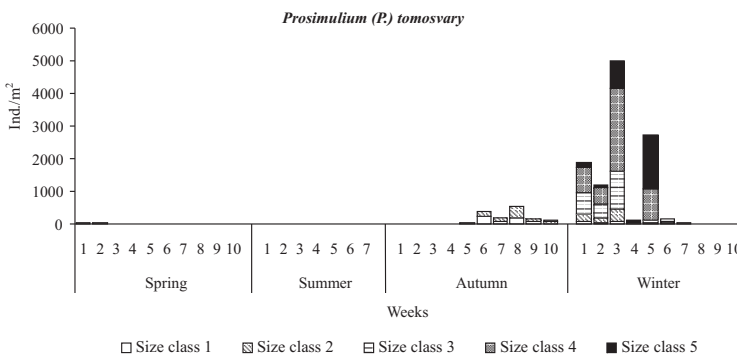 Prosimulium (P.) tomosvary
6000
5000
4000
3000
2000
1000
0
Ind./m²
1 2 3 4 5 6 7 8 9 10 1 2 3 4 5 6 7 1 2 3 4 5 6 7 8 9 10 1 2 3 4 5 6 7 8 9 10
Spring Summer Autumn Winter
Weeks
Size class 1 Size class 2 Size class 3 Size class 4 Size class 5